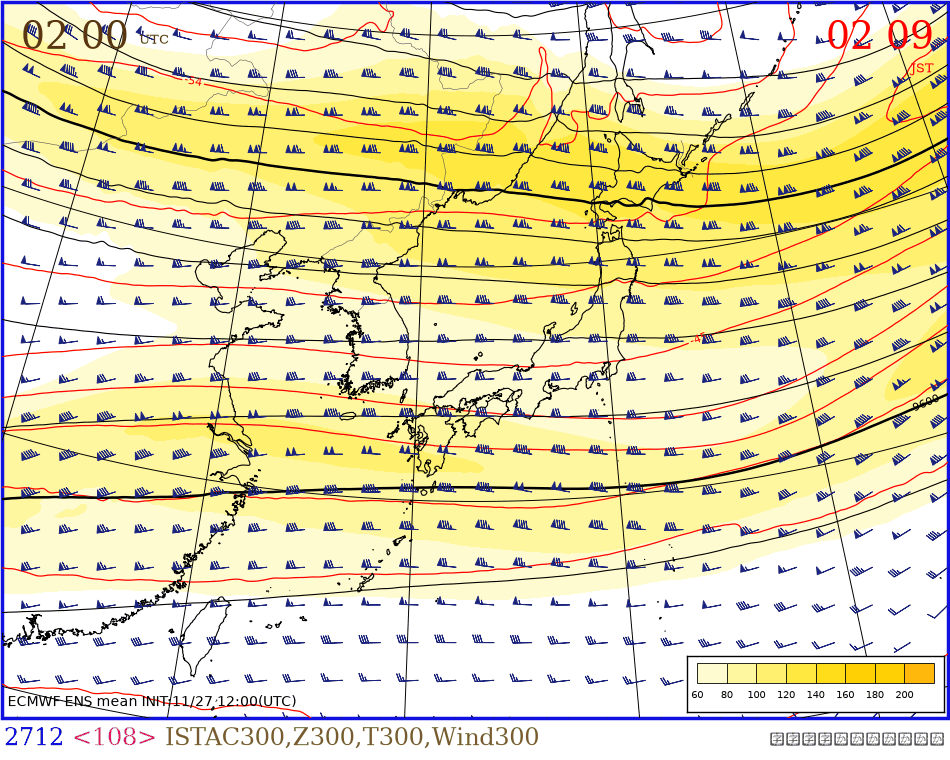 02 00 UTC
02 09
JST
-54
9600
60 80 100 120 140 160 180 200
ECMWF ENS mean INIT:11/27,12:00(UTC)
2712 <108> ISTAC300,Z300,T300,Wind300